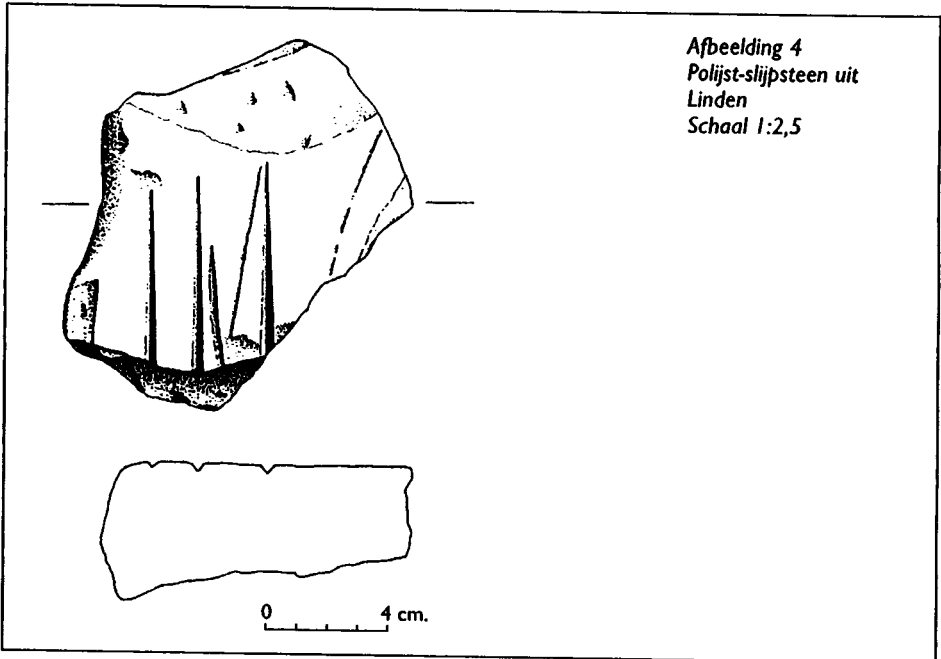 Afbeelding 4
Polijst-slijpsteen uit
Linden
Schaal 1:2,5
0 4 cm.